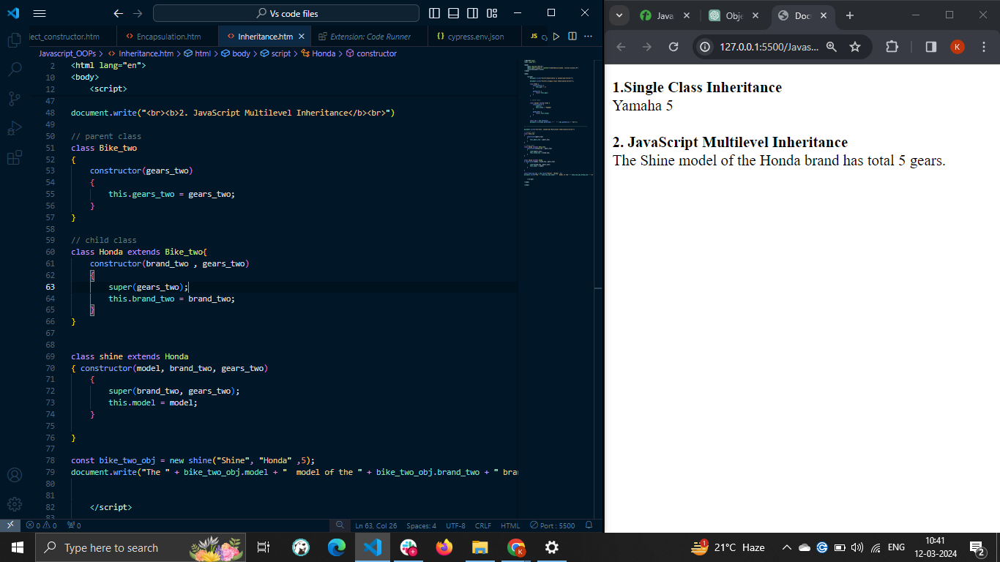 Vs code files
ject_constructor.htm
Encapsulation.htm
Inheritance.htm
Extension: Code Runner
cypress.env.json
JS cy
Javascript_OOPs > Inheritance.htm > html > body > script > Honda > constructor
2 <html lang="en">
10 <body>
12 <script>
47
48 document.write("<br><b>2. JavaScript Multilevel Inheritance</b><br>")
49
50 // parent class
51 class Bike_two
52 {
53 constructor(gears_two)
54 {
55 this.gears_two = gears_two;
56 }
57 }
58
59 // child class
60 class Honda extends Bike_two{
61 constructor(brand_two , gears_two)
62 {
63 super(gears_two);
64 this.brand_two = brand_two;
65 }
66 }
67
68
69 class shine extends Honda
70 { constructor(model, brand_two, gears_two)
71 {
72 super(brand_two, gears_two);
73 this.model = model;
74 }
75
76 }
77
78 const bike_two_obj = new shine("Shine", "Honda" ,5);
79 document.write("The " + bike_two_obj.model + "  model of the " + bike_two_obj.brand_two + " bran
80
81
82 </script>
83
0 0 0
Ln 63, Col 26
Spaces: 4
UTF-8
CRLF
HTML
Port : 5500
Java
Obje
Doc
127.0.0.1:5500/Javas...
K
1.Single Class Inheritance
Yamaha 5
2. JavaScript Multilevel Inheritance
The Shine model of the Honda brand has total 5 gears.
Type here to search
K
1
21°C Haze
ENG
10:41
12-03-2024
2